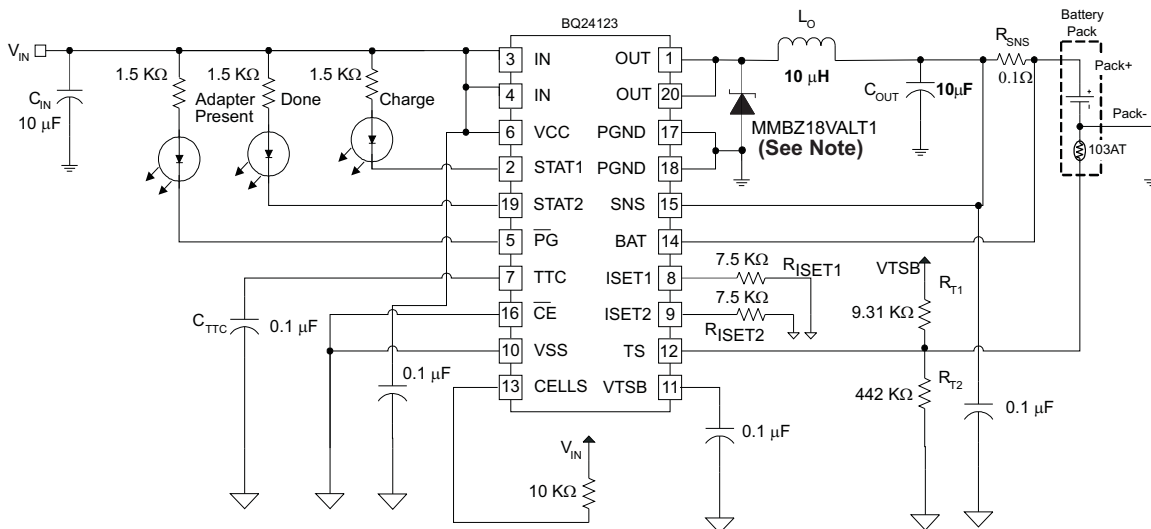 BQ24123
V_IN
C_IN
10 μF
1.5 KΩ
Adapter
Present
1.5 KΩ
Done
1.5 KΩ
Charge
3 IN
4 IN
6 VCC
2 STAT1
19 STAT2
5 P̅G̅
7 TTC
16 C̅E̅
10 VSS
13 CELLS
OUT 1
OUT 20
PGND 17
PGND 18
SNS 15
BAT 14
ISET1 8
ISET2 9
TS 12
VTSB 11
C_TTC
0.1 μF
0.1 μF
V_IN
10 KΩ
0.1 μF
L_O
10 μH
MMBZ18VALT1
(See Note)
C_OUT
10μF
R_SNS
0.1Ω
Battery
Pack
Pack+
+
-
Pack-
103AT
7.5 KΩ
R_ISET1
7.5 KΩ
R_ISET2
VTSB
R_T1
9.31 KΩ
R_T2
442 KΩ
0.1 μF